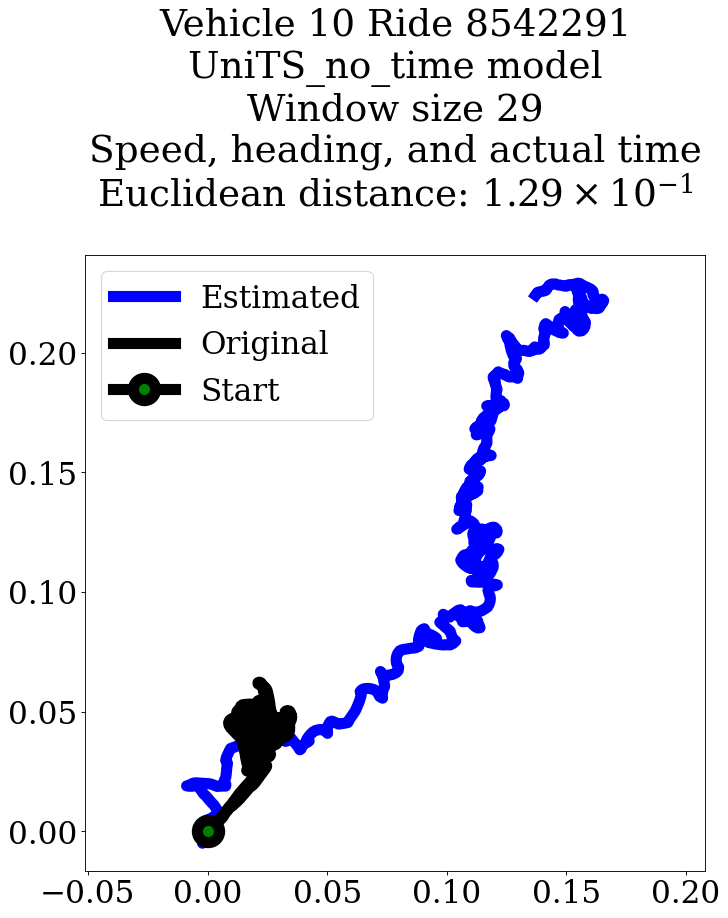 Vehicle 10 Ride 8542291
UniTS_no_time model
Window size 29
Speed, heading, and actual time
Euclidean distance: 1.29 × 10⁻¹
Estimated
Original
Start
0.20
0.15
0.10
0.05
0.00
−0.05 0.00 0.05 0.10 0.15 0.20